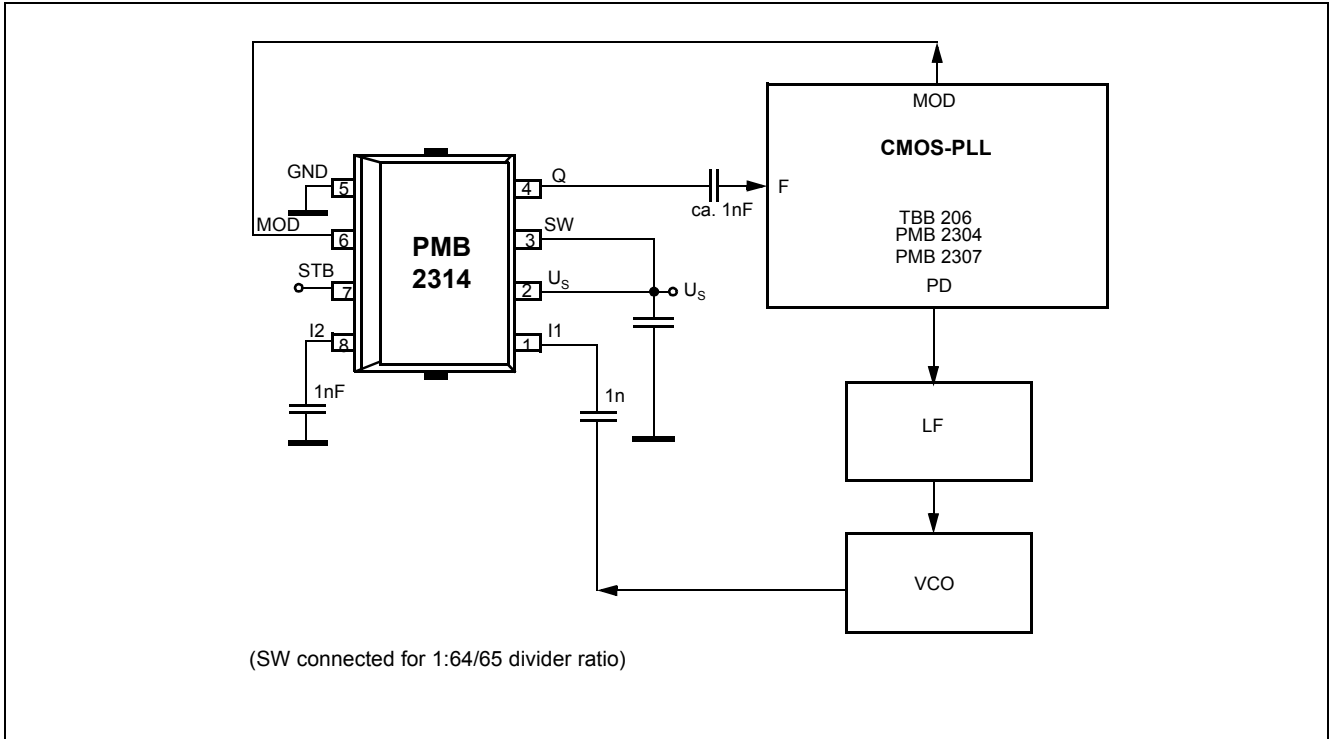 MOD
CMOS-PLL
F
TBB 206
PMB 2304
PMB 2307
PD
GND
5
4
Q
ca. 1nF
MOD
6
3
SW
PMB
2314
STB
7
2
US
US
I2
8
1
I1
1nF
1n
LF
VCO
(SW connected for 1:64/65 divider ratio)